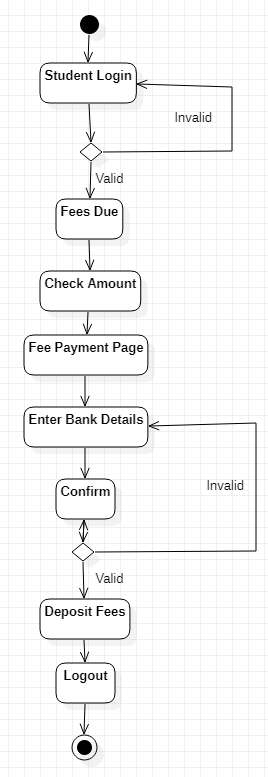 Student Login
Invalid
Valid
Fees Due
Check Amount
Fee Payment Page
Enter Bank Details
Invalid
Confirm
Valid
Deposit Fees
Logout